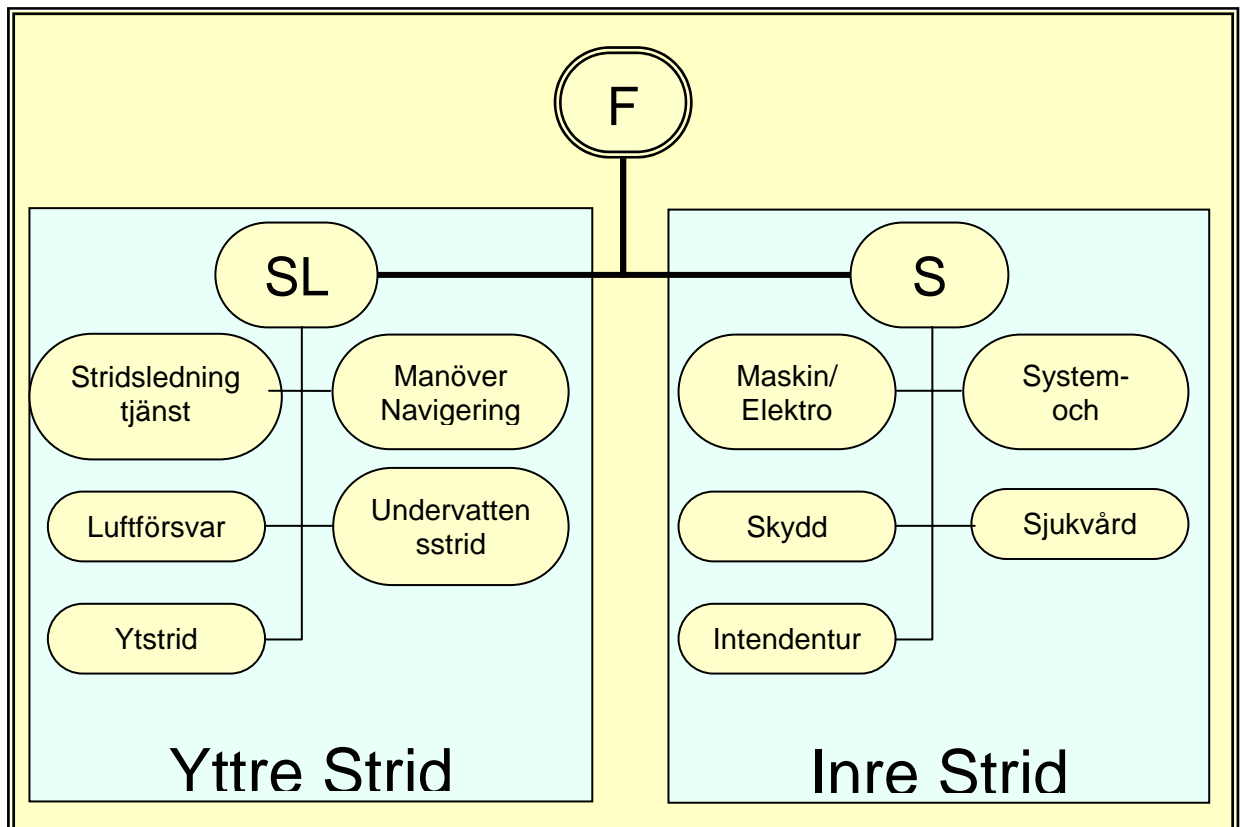 F
SL
S
Stridsledning
tjänst
Manöver
Navigering
Luftförsvar
Undervatten
sstrid
Ytstrid
Yttre Strid
Maskin/
Elektro
System-
och
Skydd
Sjukvård
Intendentur
Inre Strid